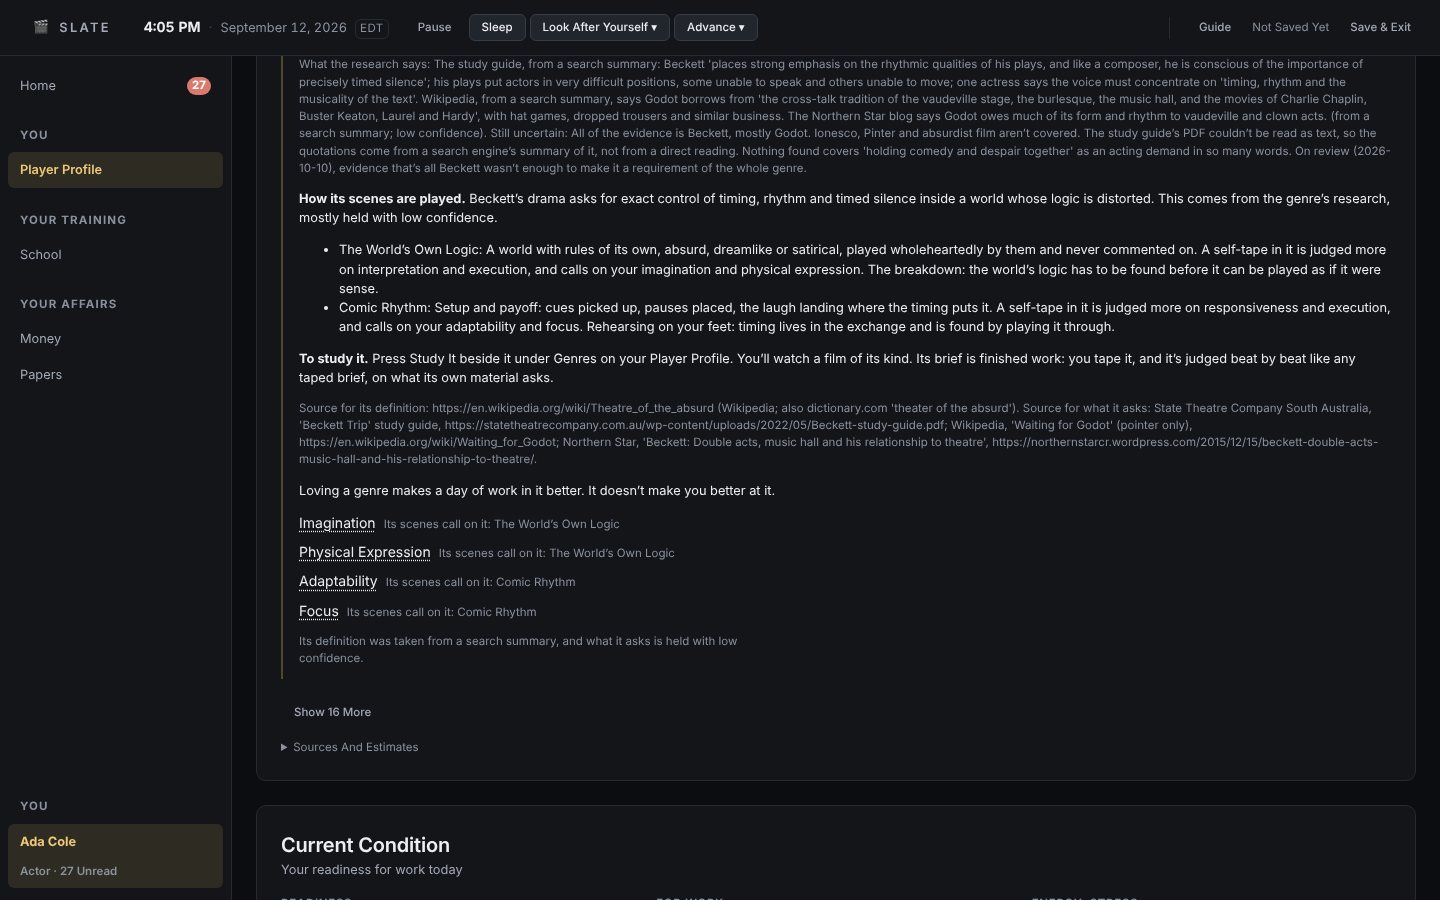 🎬 SLATE
4:05 PM · September 12, 2026 EDT
Pause
Sleep
Look After Yourself ▾
Advance ▾
Guide
Not Saved Yet
Save & Exit
Home
27
YOU
Player Profile
YOUR TRAINING
School
YOUR AFFAIRS
Money
Papers
YOU
Ada Cole
Actor · 27 Unread
What the research says: The study guide, from a search summary: Beckett 'places strong emphasis on the rhythmic qualities of his plays, and like a composer, he is conscious of the importance of
precisely timed silence'; his plays put actors in very difficult positions, some unable to speak and others unable to move; one actress says the voice must concentrate on 'timing, rhythm and the
musicality of the text'. Wikipedia, from a search summary, says Godot borrows from 'the cross-talk tradition of the vaudeville stage, the burlesque, the music hall, and the movies of Charlie Chaplin,
Buster Keaton, Laurel and Hardy', with hat games, dropped trousers and similar business. The Northern Star blog says Godot owes much of its form and rhythm to vaudeville and clown acts. (from a
search summary; low confidence). Still uncertain: All of the evidence is Beckett, mostly Godot. Ionesco, Pinter and absurdist film aren’t covered. The study guide’s PDF couldn’t be read as text, so the
quotations come from a search engine’s summary of it, not from a direct reading. Nothing found covers 'holding comedy and despair together' as an acting demand in so many words. On review (2026-
10-10), evidence that’s all Beckett wasn’t enough to make it a requirement of the whole genre.
How its scenes are played. Beckett’s drama asks for exact control of timing, rhythm and timed silence inside a world whose logic is distorted. This comes from the genre’s research,
mostly held with low confidence.
• The World’s Own Logic: A world with rules of its own, absurd, dreamlike or satirical, played wholeheartedly by them and never commented on. A self-tape in it is judged more
on interpretation and execution, and calls on your imagination and physical expression. The breakdown: the world’s logic has to be found before it can be played as if it were
sense.
• Comic Rhythm: Setup and payoff: cues picked up, pauses placed, the laugh landing where the timing puts it. A self-tape in it is judged more on responsiveness and execution,
and calls on your adaptability and focus. Rehearsing on your feet: timing lives in the exchange and is found by playing it through.
To study it. Press Study It beside it under Genres on your Player Profile. You’ll watch a film of its kind. Its brief is finished work: you tape it, and it’s judged beat by beat like any
taped brief, on what its own material asks.
Source for its definition: https://en.wikipedia.org/wiki/Theatre_of_the_absurd (Wikipedia; also dictionary.com 'theater of the absurd'). Source for what it asks: State Theatre Company South Australia,
'Beckett Trip' study guide, https://statetheatrecompany.com.au/wp-content/uploads/2022/05/Beckett-study-guide.pdf; Wikipedia, 'Waiting for Godot' (pointer only),
https://en.wikipedia.org/wiki/Waiting_for_Godot; Northern Star, 'Beckett: Double acts, music hall and his relationship to theatre', https://northernstarcr.wordpress.com/2015/12/15/beckett-double-acts-
music-hall-and-his-relationship-to-theatre/.
Loving a genre makes a day of work in it better. It doesn’t make you better at it.
Imagination Its scenes call on it: The World’s Own Logic
Physical Expression Its scenes call on it: The World’s Own Logic
Adaptability Its scenes call on it: Comic Rhythm
Focus Its scenes call on it: Comic Rhythm
Its definition was taken from a search summary, and what it asks is held with low
confidence.
Show 16 More
▶ Sources And Estimates
Current Condition
Your readiness for work today